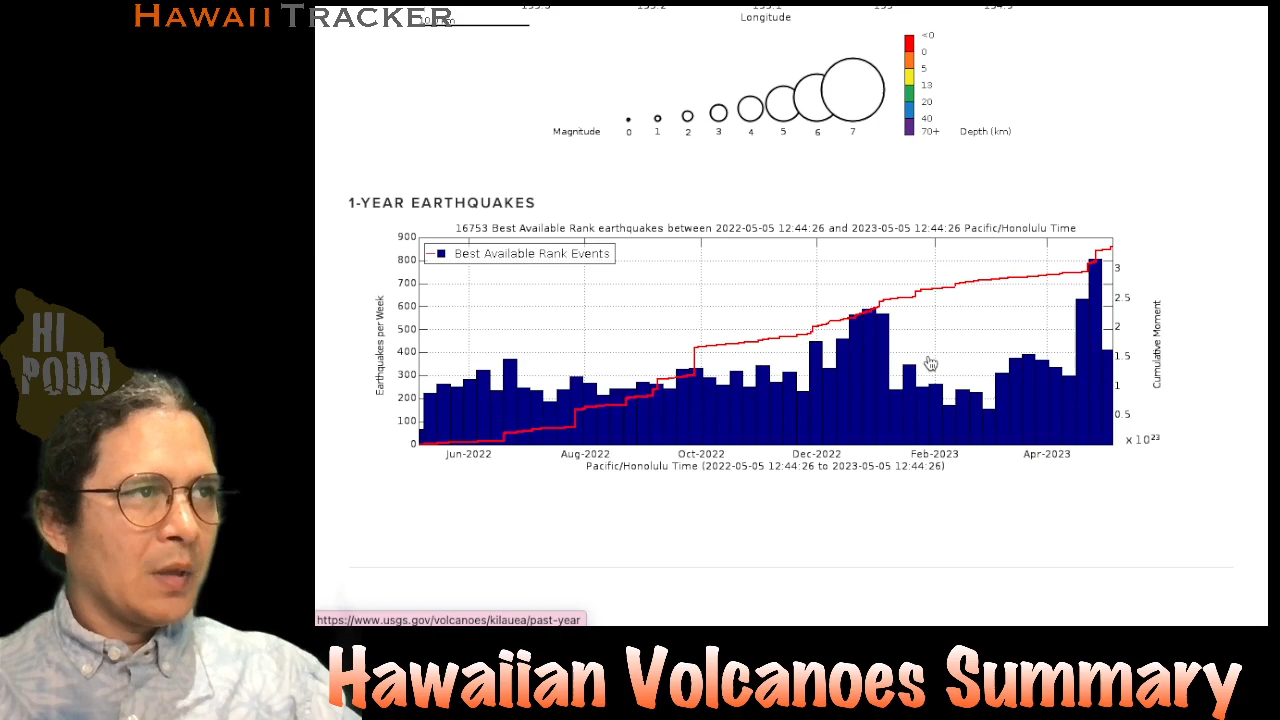 HAWAII TRACKER
Longitude
<0
0
5
13
20
40
70+
Magnitude 0 1 2 3 4 5 6 7 Depth (km)
1-YEAR EARTHQUAKES
16753 Best Available Rank earthquakes between 2022-05-05 12:44:26 and 2023-05-05 12:44:26 Pacific/Honolulu Time
Best Available Rank Events
900
800
700
600
500
400
300
200
100
0
Earthquakes per Week
3
2.5
2
1.5
1
0.5
x 10^23
Cumulative Moment
Jun-2022 Aug-2022 Oct-2022 Dec-2022 Feb-2023 Apr-2023
Pacific/Honolulu Time (2022-05-05 12:44:26 to 2023-05-05 12:44:26)
HI
PODD
https://www.usgs.gov/volcanoes/kilauea/past-year
Hawaiian Volcanoes Summary